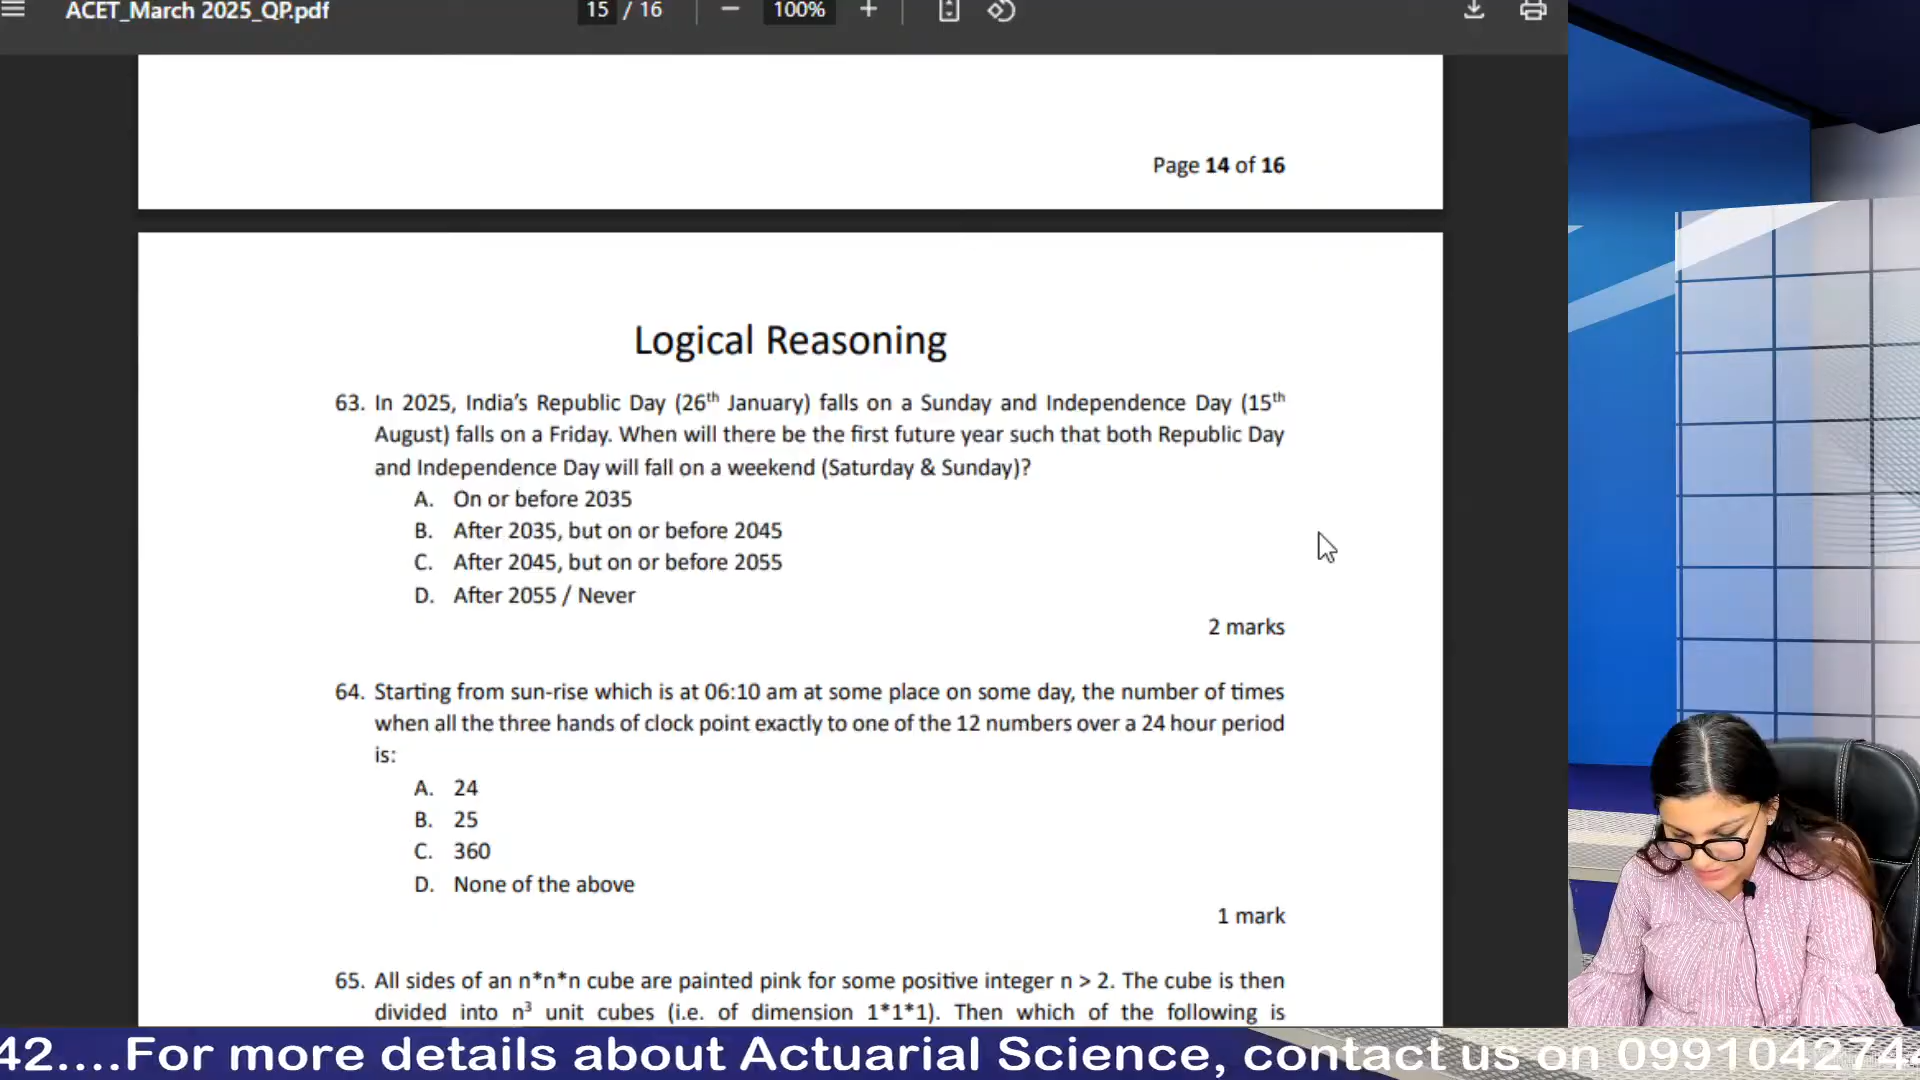 ACET_March 2025_QP.pdf
15 / 16
100%
Page 14 of 16
Logical Reasoning
63. In 2025, India's Republic Day (26th January) falls on a Sunday and Independence Day (15th
August) falls on a Friday. When will there be the first future year such that both Republic Day
and Independence Day will fall on a weekend (Saturday & Sunday)?
A. On or before 2035
B. After 2035, but on or before 2045
C. After 2045, but on or before 2055
D. After 2055 / Never
2 marks
64. Starting from sun-rise which is at 06:10 am at some place on some day, the number of times
when all the three hands of clock point exactly to one of the 12 numbers over a 24 hour period
is:
A. 24
B. 25
C. 360
D. None of the above
1 mark
65. All sides of an n*n*n cube are painted pink for some positive integer n > 2. The cube is then
divided into n³ unit cubes (i.e. of dimension 1*1*1). Then which of the following is
42....For more details about Actuarial Science, contact us on 099104274